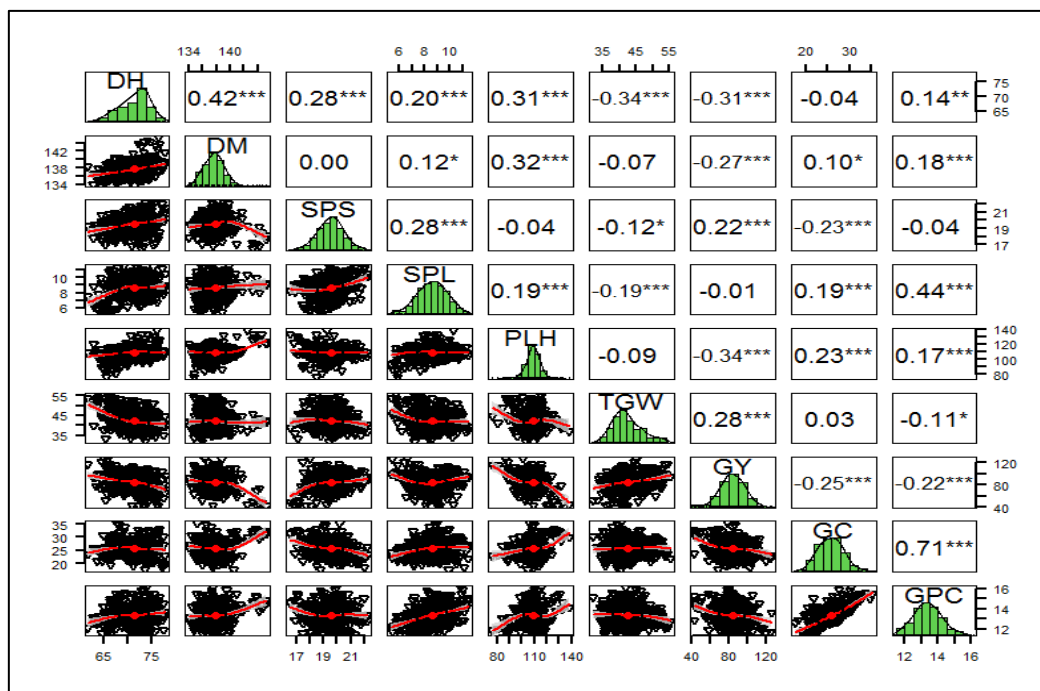 134 140 6 8 10 35 45 55 20 30
DH 0.42*** 0.28*** 0.20*** 0.31*** -0.34*** -0.31*** -0.04 0.14** 75
70
65
142
138
134 DM 0.00 0.12* 0.32*** -0.07 -0.27*** 0.10* 0.18***
SPS 0.28*** -0.04 -0.12* 0.22*** -0.23*** -0.04 21
19
17
10
8
6 SPL 0.19*** -0.19*** -0.01 0.19*** 0.44***
PLH -0.09 -0.34*** 0.23*** 0.17*** 140
120
100
80
55
45
35 TGW 0.28*** 0.03 -0.11*
GY -0.25*** -0.22*** 120
80
40
35
30
25
20 GC 0.71***
GPC 16
14
12
65 75 17 19 21 80 110 140 40 80 120 12 13 14 16